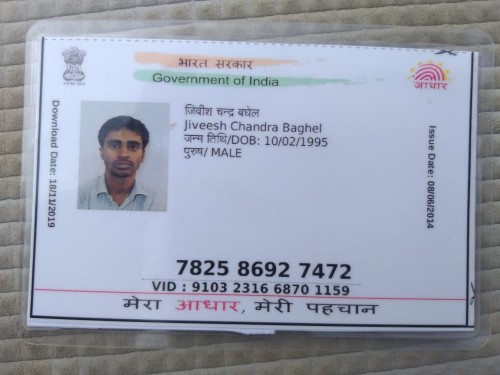 भारत सरकार
Government of India
आधार
Download Date: 18/11/2019
जिवीश चन्द्र बघेल
Jiveesh Chandra Baghel
जन्म तिथि/DOB: 10/02/1995
पुरुष/ MALE
Issue Date: 08/06/2014
7825 8692 7472
VID : 9103 2316 6870 1159
मेरा आधार, मेरी पहचान